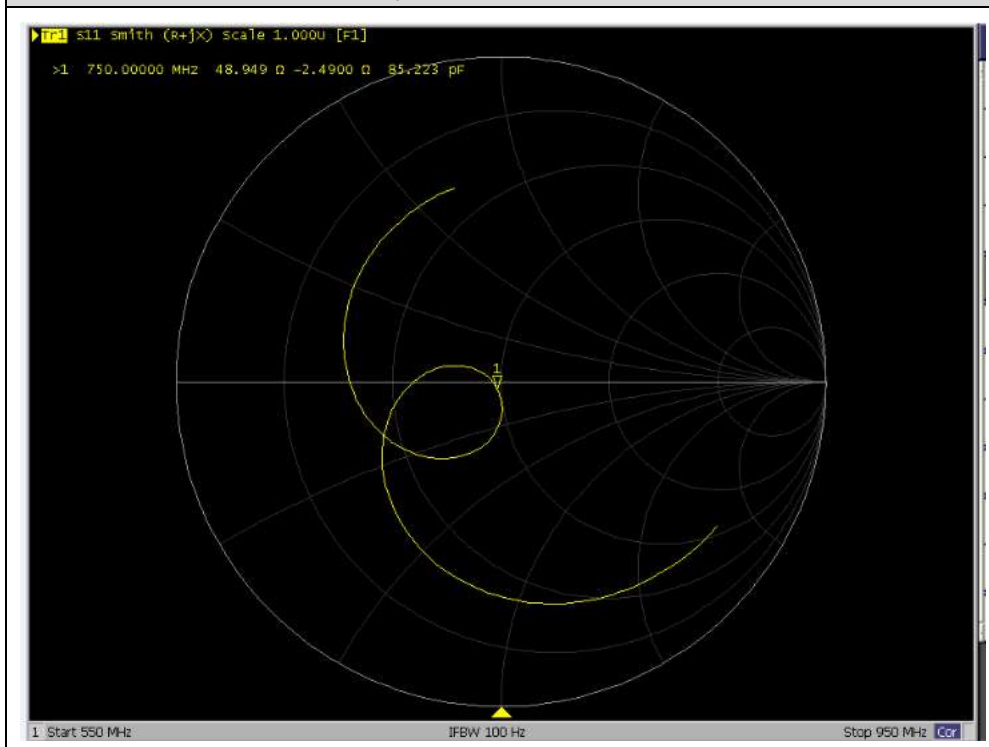 Tr1 S11 Smith (R+jX) Scale 1.000U [F1]
>1 750.00000 MHz 48.949 Ω -2.4900 Ω 85.223 pF
1
1 Start 550 MHz IFBW 100 Hz Stop 950 MHz Cor